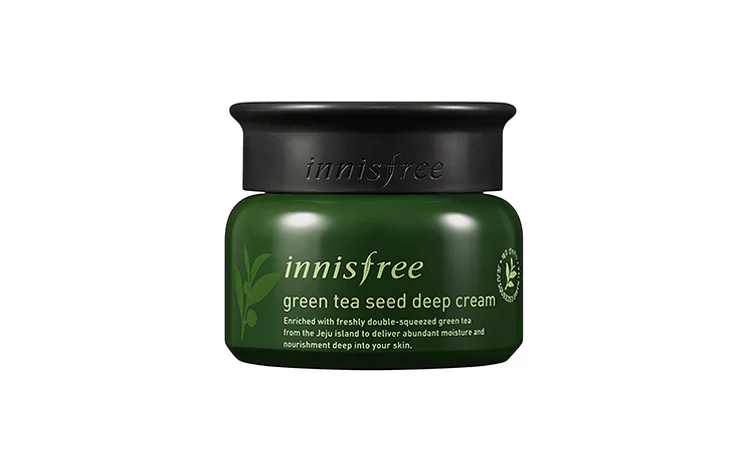 innisfree
innisfree
green tea seed deep cream
Enriched with freshly double-squeezed green tea
from the Jeju island to deliver abundant moisture and
nourishment deep into your skin.